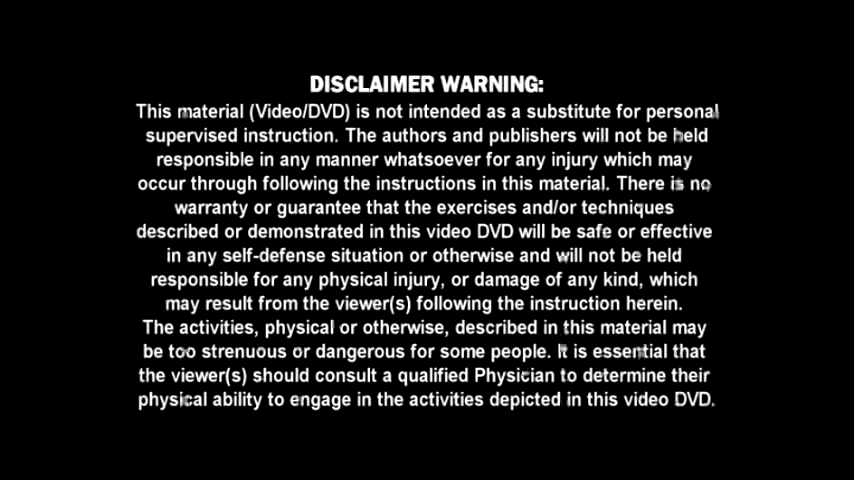 DISCLAIMER WARNING:
This material (Video/DVD) is not intended as a substitute for personal
supervised instruction. The authors and publishers will not be held
responsible in any manner whatsoever for any injury which may
occur through following the instructions in this material. There is no
warranty or guarantee that the exercises and/or techniques
described or demonstrated in this video DVD will be safe or effective
in any self-defense situation or otherwise and will not be held
responsible for any physical injury, or damage of any kind, which
may result from the viewer(s) following the instruction herein.
The activities, physical or otherwise, described in this material may
be too strenuous or dangerous for some people. It is essential that
the viewer(s) should consult a qualified Physician to determine their
physical ability to engage in the activities depicted in this video DVD.